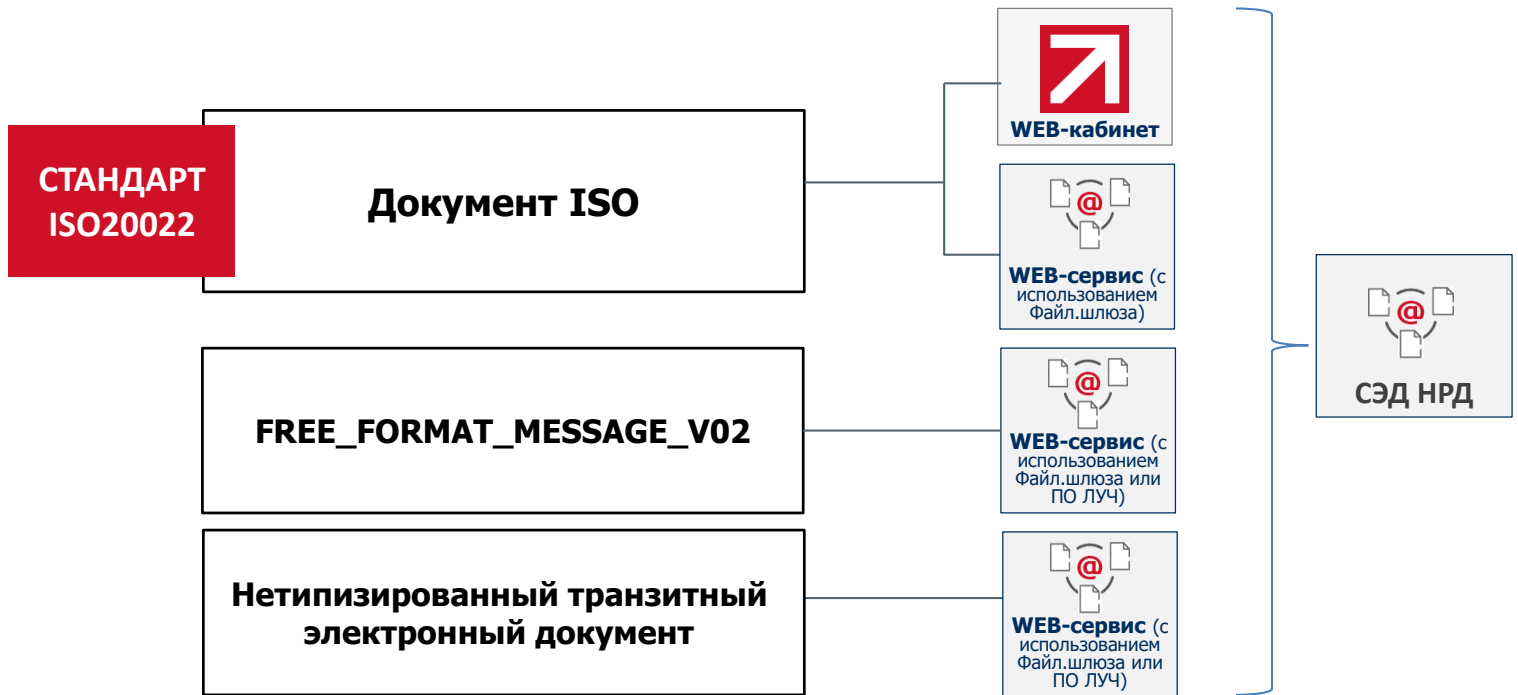 WEB-кабинет
СТАНДАРТ
ISO20022
Документ ISO
WEB-сервис (с
использованием
Файл.шлюза)
FREE_FORMAT_MESSAGE_V02
WEB-сервис (с
использованием
Файл.шлюза или
ПО ЛУЧ)
Нетипизированный транзитный
электронный документ
WEB-сервис (с
использованием
Файл.шлюза или
ПО ЛУЧ)
@
@
@
@
СЭД НРД